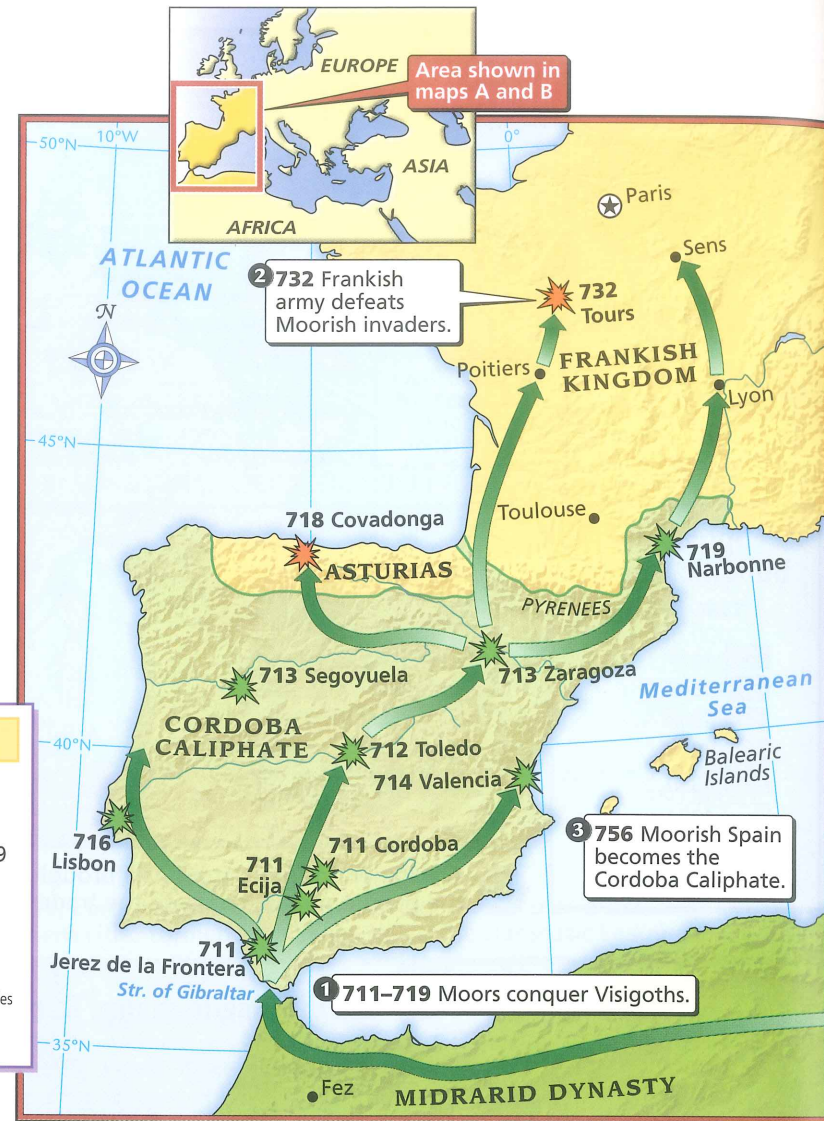 EUROPE
Area shown in
maps A and B
ASIA
AFRICA
50°N
10°W
0°
Paris
Sens
ATLANTIC
OCEAN
N
2 732 Frankish
army defeats
Moorish invaders.
732
Tours
Poitiers
FRANKISH
KINGDOM
Lyon
45°N
Toulouse
718 Covadonga
ASTURIAS
719
Narbonne
PYRENEES
713 Segoyuela
713 Zaragoza
Mediterranean
Sea
CORDOBA
CALIPHATE
40°N
712 Toledo
714 Valencia
Balearic
Islands
9
716
Lisbon
711 Cordoba
711
Ecija
3 756 Moorish Spain
becomes the
Cordoba Caliphate.
711
Jerez de la Frontera
Str. of Gibraltar
1 711–719 Moors conquer Visigoths.
es
35°N
Fez
MIDRARID DYNASTY